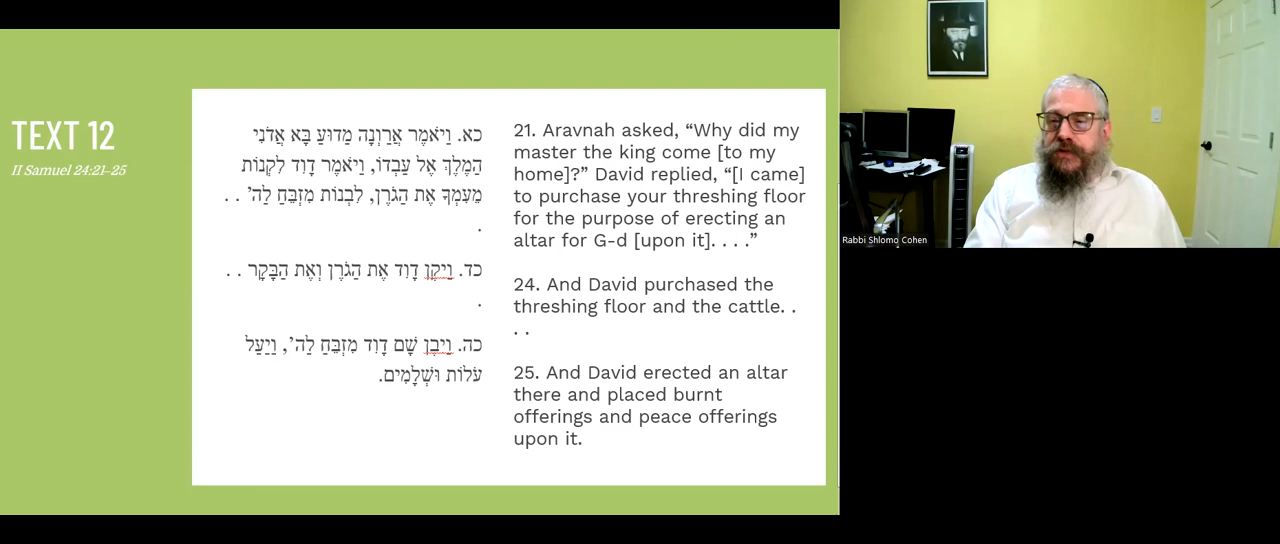 TEXT 12
II Samuel 24:21–25
כא. וַיֹּאמֶר אֲרַוְנָה מַדּוּעַ בָּא אֲדֹנִי
הַמֶּלֶךְ אֶל עַבְדּוֹ, וַיֹּאמֶר דָּוִד לִקְנוֹת
מֵעִמְּךָ אֶת הַגֹּרֶן, לִבְנוֹת מִזְבֵּחַ לַה' . .
.
כד. וַיִּקֶן דָּוִד אֶת הַגֹּרֶן וְאֶת הַבָּקָר . .
.
כה. וַיִּבֶן שָׁם דָּוִד מִזְבֵּחַ לַה', וַיַּעַל
עֹלוֹת וּשְׁלָמִים.
21. Aravnah asked, “Why did my
master the king come [to my
home]?” David replied, “[I came]
to purchase your threshing floor
for the purpose of erecting an
altar for G-d [upon it]. . . .”
24. And David purchased the
threshing floor and the cattle. .
. .
25. And David erected an altar
there and placed burnt
offerings and peace offerings
upon it.
Rabbi Shlomo Cohen